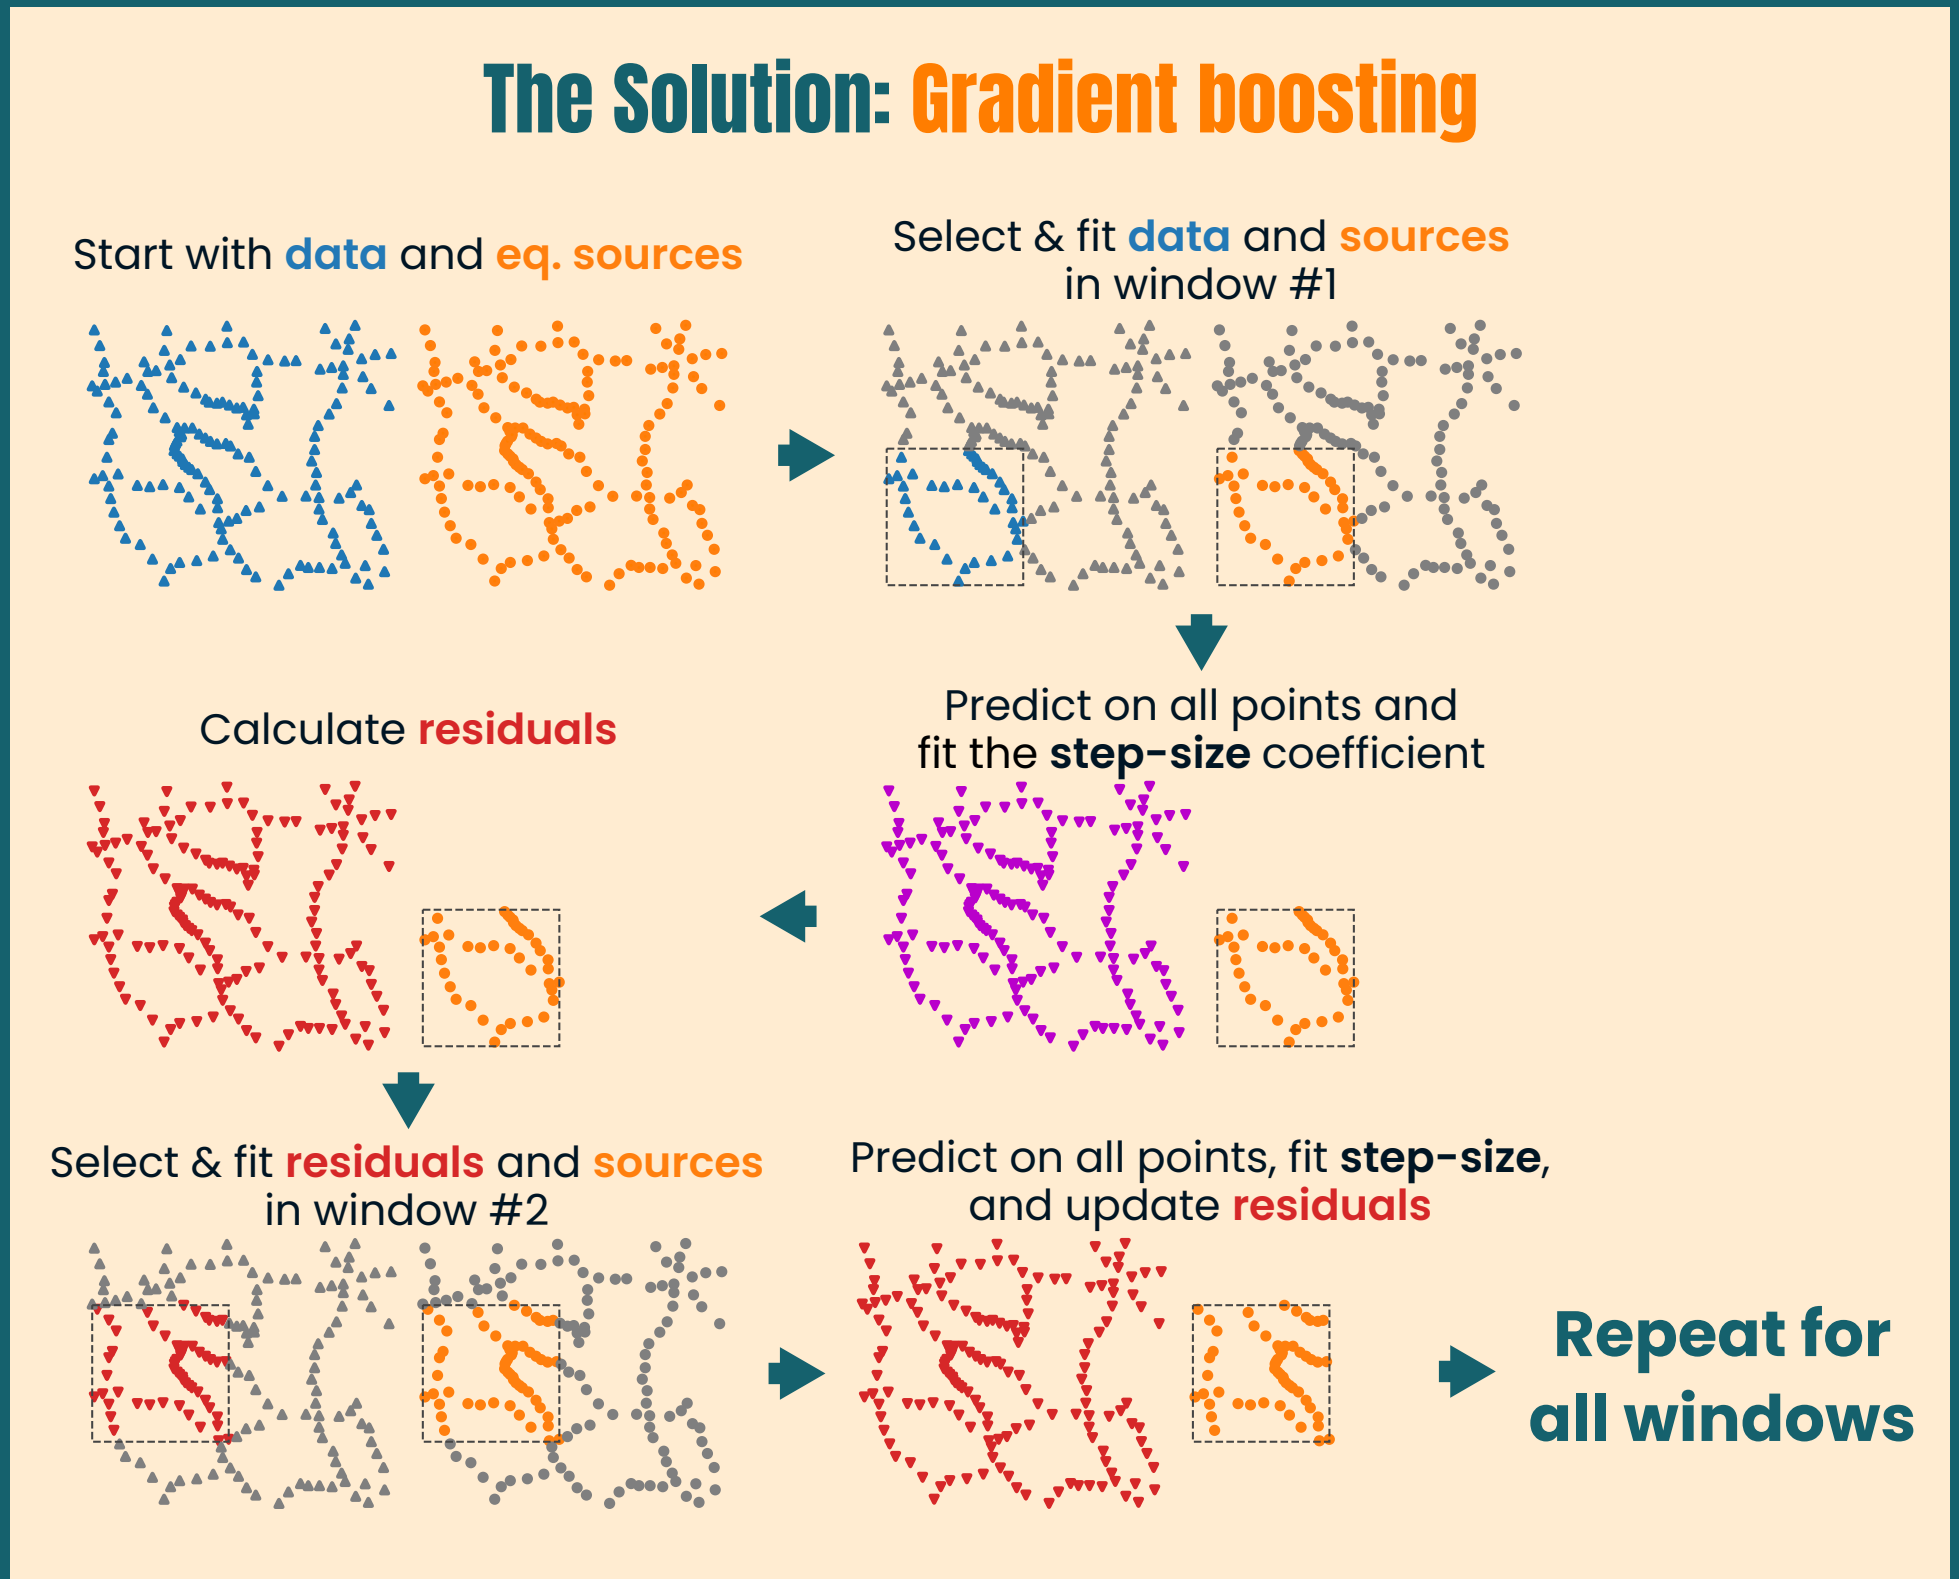 The Solution: Gradient boosting
Start with data and eq. sources
Select & fit data and sources
in window #1
Predict on all points and
fit the step-size coefficient
Calculate residuals
Select & fit residuals and sources
in window #2
Predict on all points, fit step-size,
and update residuals
Repeat for
all windows